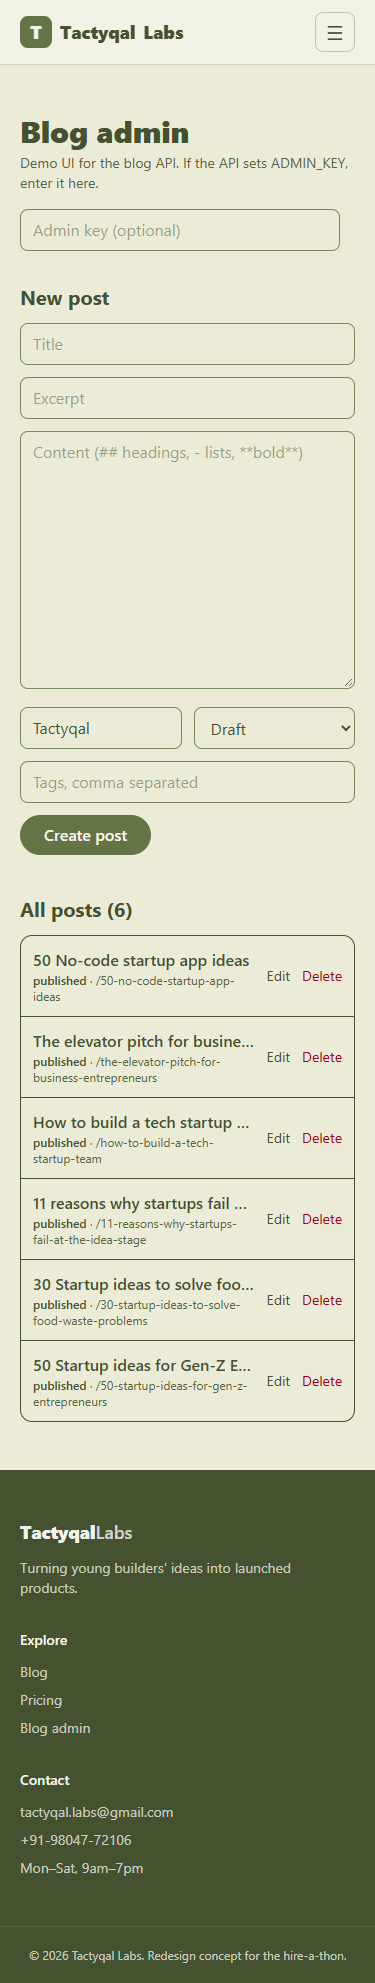 T Tactyqal Labs
☰
Blog admin
Demo UI for the blog API. If the API sets ADMIN_KEY,
enter it here.
Admin key (optional)
New post
Title
Excerpt
Content (## headings, - lists, **bold**)
Tactyqal
Draft
Tags, comma separated
Create post
All posts (6)
50 No-code startup app ideas
published · /50-no-code-startup-app-
ideas
Edit Delete
The elevator pitch for busine...
published · /the-elevator-pitch-for-
business-entrepreneurs
Edit Delete
How to build a tech startup ...
published · /how-to-build-a-tech-
startup-team
Edit Delete
11 reasons why startups fail ...
published · /11-reasons-why-startups-
fail-at-the-idea-stage
Edit Delete
30 Startup ideas to solve foo...
published · /30-startup-ideas-to-solve-
food-waste-problems
Edit Delete
50 Startup ideas for Gen-Z E...
published · /50-startup-ideas-for-gen-z-
entrepreneurs
Edit Delete
TactyqalLabs
Turning young builders' ideas into launched
products.
Explore
Blog
Pricing
Blog admin
Contact
tactyqal.labs@gmail.com
+91-98047-72106
Mon–Sat, 9am–7pm
© 2026 Tactyqal Labs. Redesign concept for the hire-a-thon.